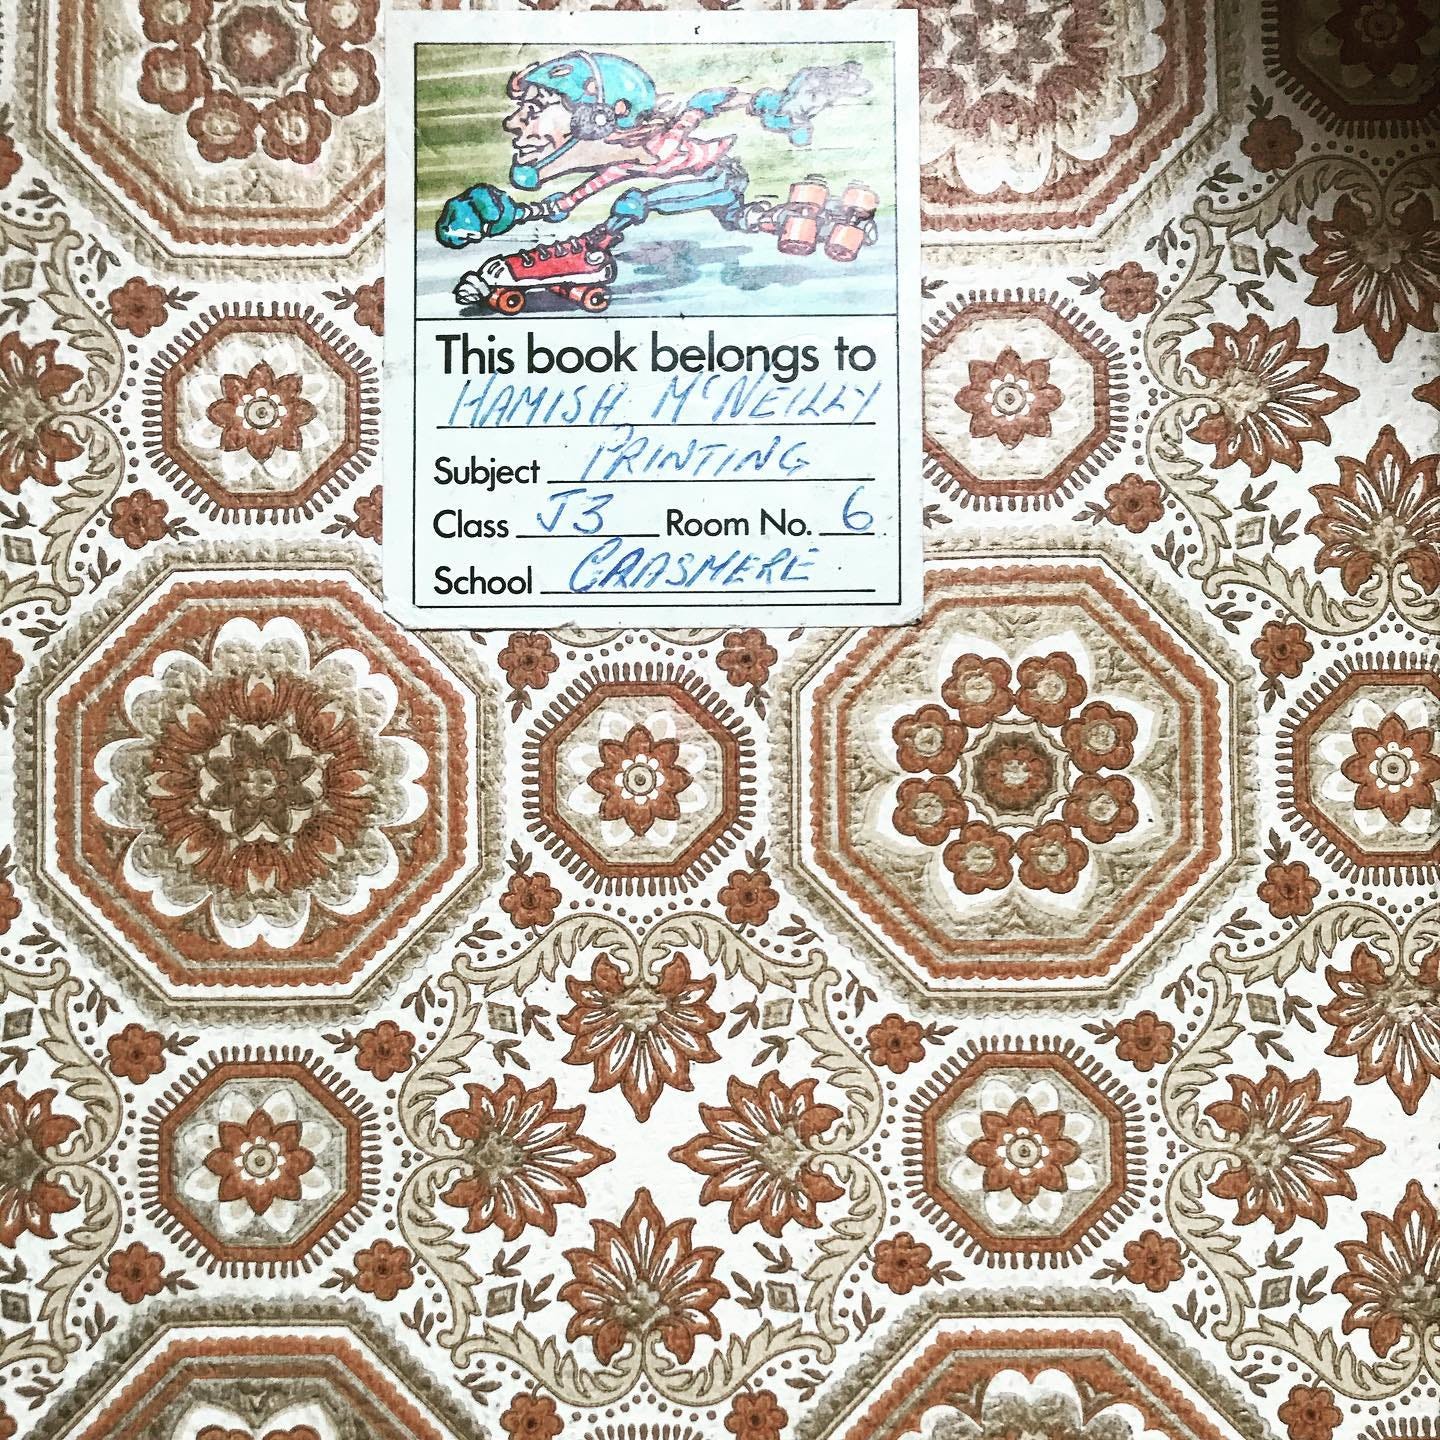 This book belongs to
HAMISH McNEILLY
Subject PRINTING
Class J3 Room No. 6
School GRASMERE